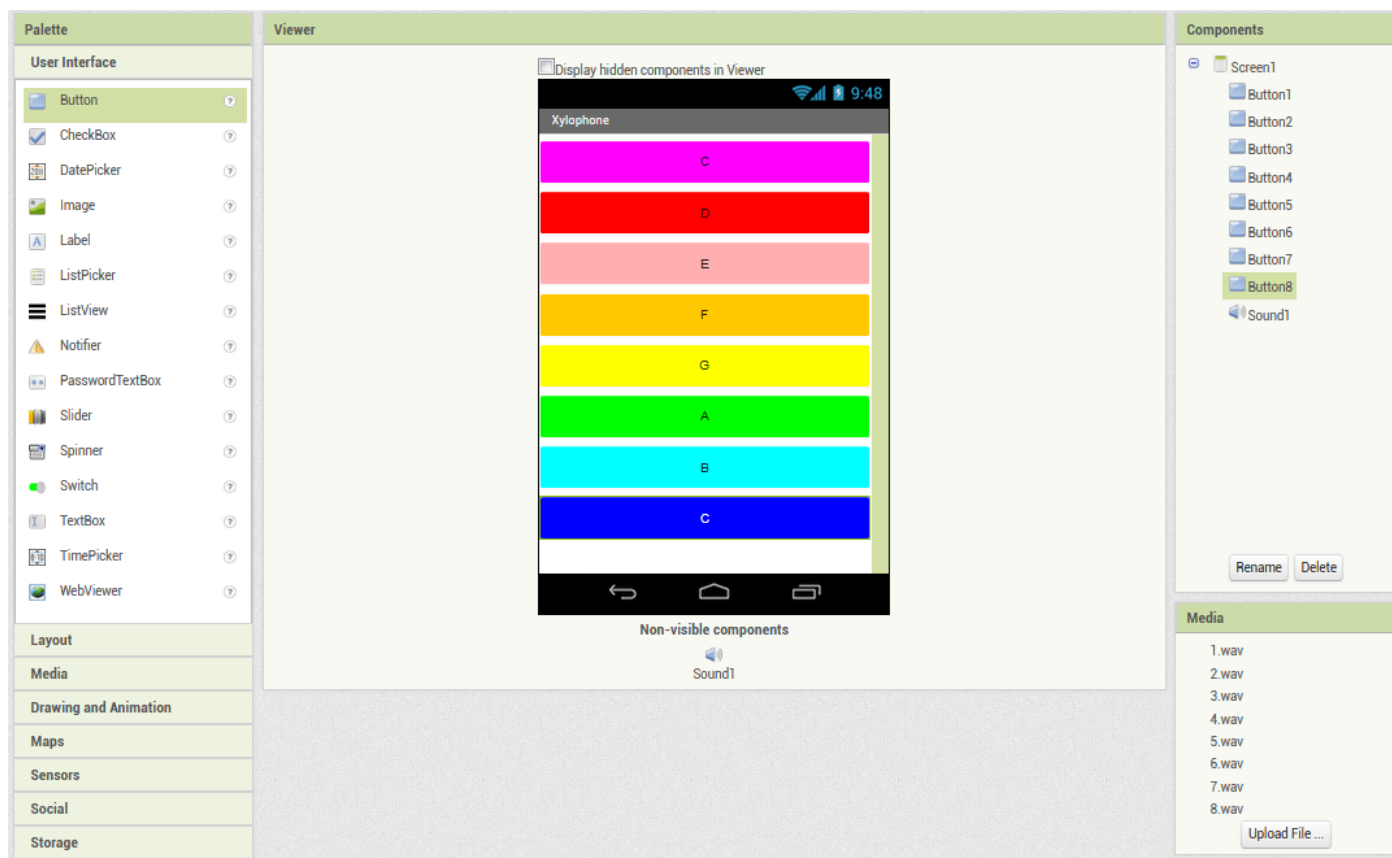 Palette
User Interface
Button
CheckBox
DatePicker
Image
Label
ListPicker
ListView
Notifier
PasswordTextBox
Slider
Spinner
Switch
TextBox
TimePicker
WebViewer
Layout
Media
Drawing and Animation
Maps
Sensors
Social
Storage
Viewer
Display hidden components in Viewer
9:48
Xylophone
C
D
E
F
G
A
B
C
Non-visible components
Sound1
Components
Screen1
Button1
Button2
Button3
Button4
Button5
Button6
Button7
Button8
Sound1
Rename Delete
Media
1.wav
2.wav
3.wav
4.wav
5.wav
6.wav
7.wav
8.wav
Upload File ...